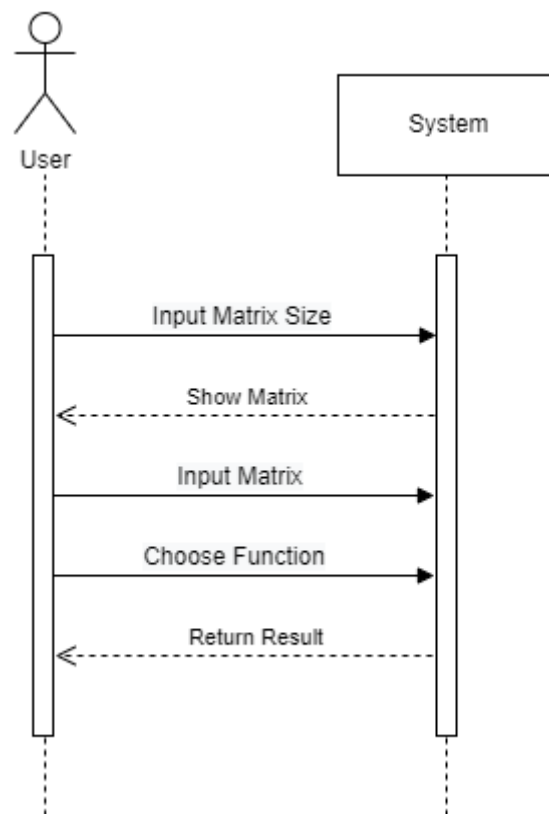 User
System
Input Matrix Size
Show Matrix
Input Matrix
Choose Function
Return Result